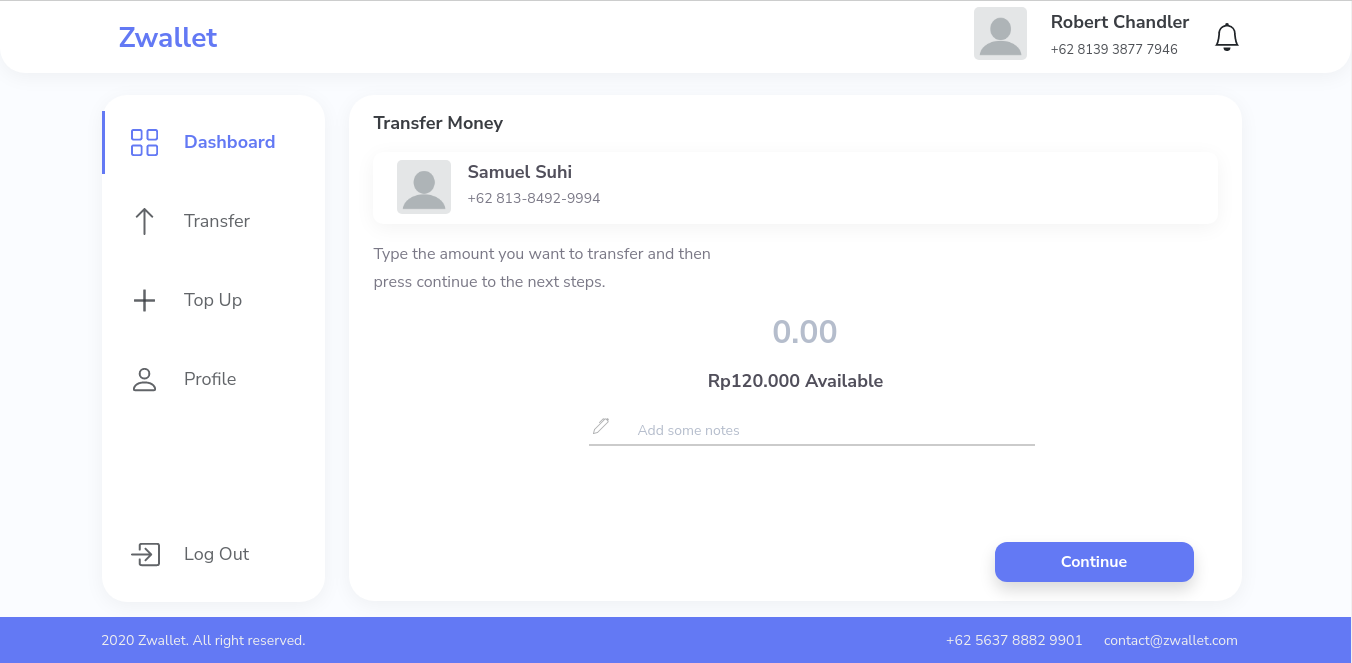 Zwallet
Robert Chandler
+62 8139 3877 7946
Dashboard
Transfer
Top Up
Profile
Log Out
Transfer Money
Samuel Suhi
+62 813-8492-9994
Type the amount you want to transfer and then
press continue to the next steps.
0.00
Rp120.000 Available
Add some notes
Continue
2020 Zwallet. All right reserved.
+62 5637 8882 9901
contact@zwallet.com